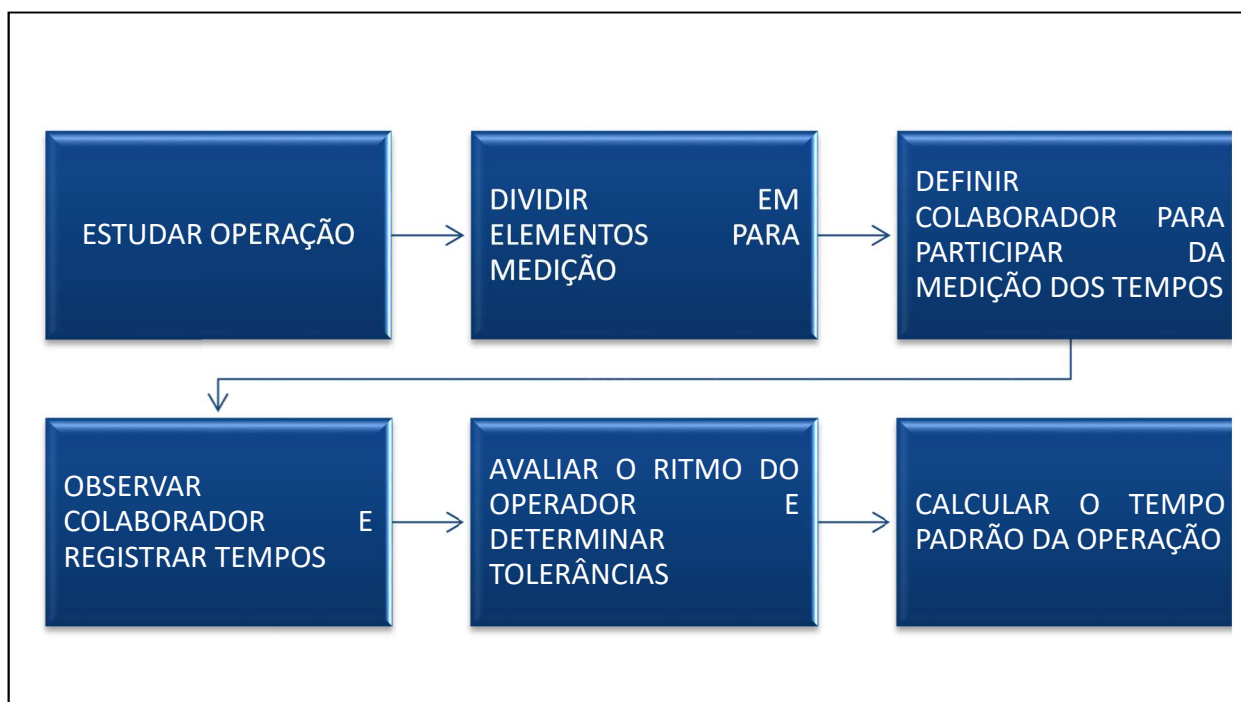 ESTUDAR OPERAÇÃO
DIVIDIR EM
ELEMENTOS PARA
MEDIÇÃO
DEFINIR
COLABORADOR PARA
PARTICIPAR DA
MEDIÇÃO DOS TEMPOS
OBSERVAR
COLABORADOR E
REGISTRAR TEMPOS
AVALIAR O RITMO DO
OPERADOR E
DETERMINAR
TOLERÂNCIAS
CALCULAR O TEMPO
PADRÃO DA OPERAÇÃO